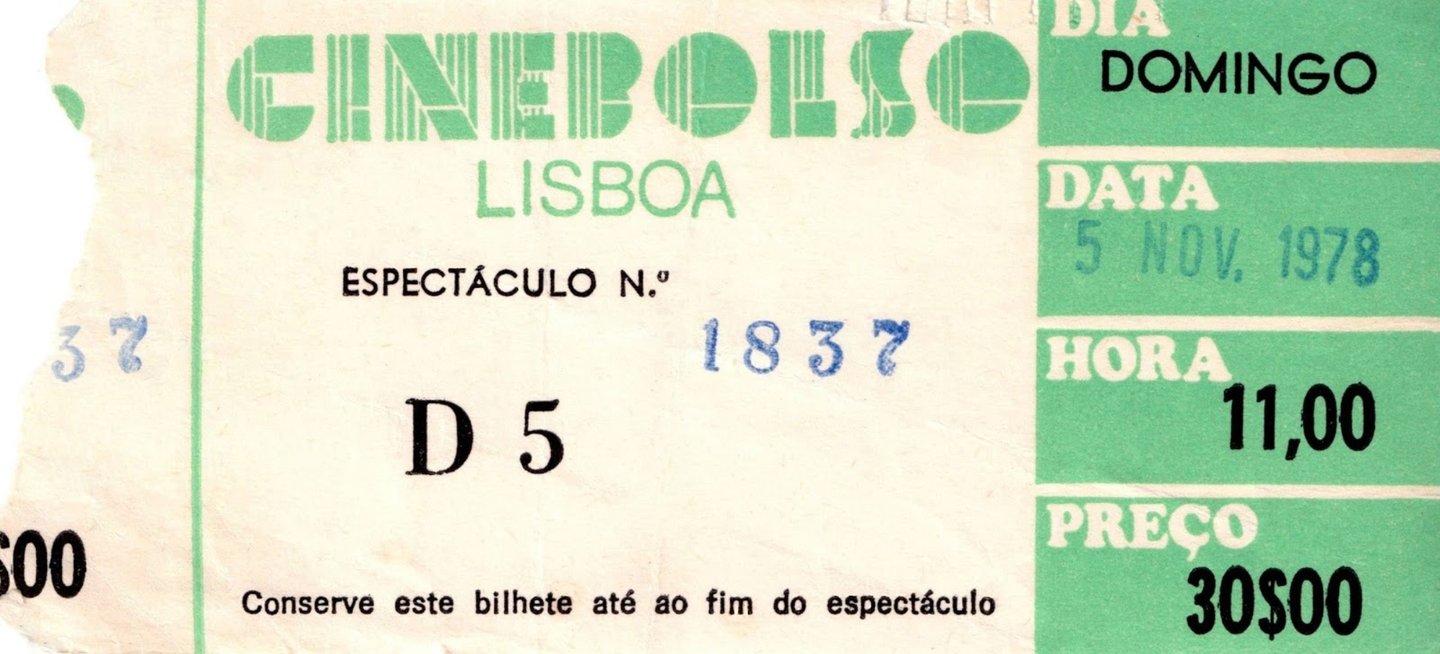 CINEBOLSO
LISBOA
ESPECTÁCULO N.º
1837
D 5
Conserve este bilhete até ao fim do espectáculo
37
$00
DIA
DOMINGO
DATA
5 NOV. 1978
HORA
11,00
PREÇO
30$00